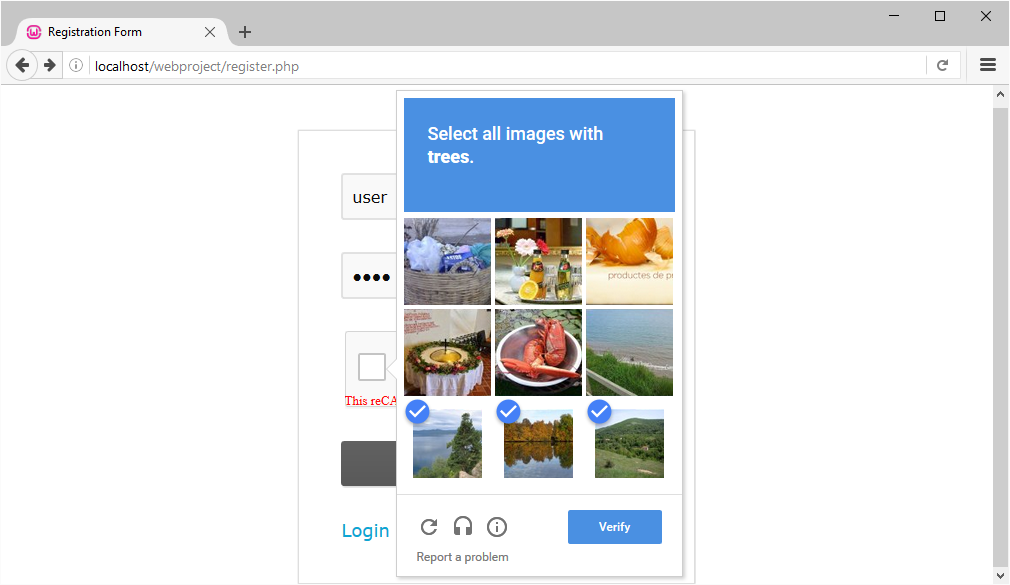 Registration Form
localhost/webproject/register.php
Select all images with
trees.
user
productes de pr
This reCA
Login
Verify
Report a problem